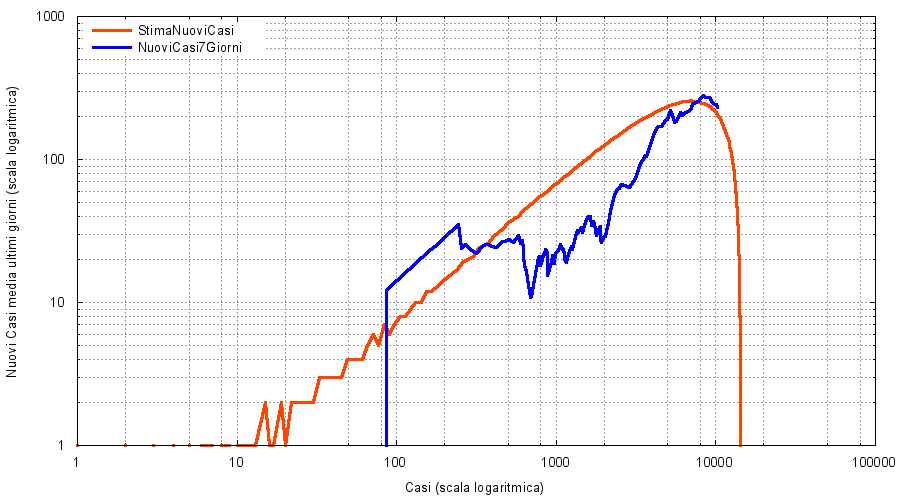 1000
StimaNuoviCasi
NuoviCasi7Giorni
100
10
1
1 10 100 1000 10000 100000
Nuovi Casi media ultimi giorni (scala logaritmica)
Casi (scala logaritmica)